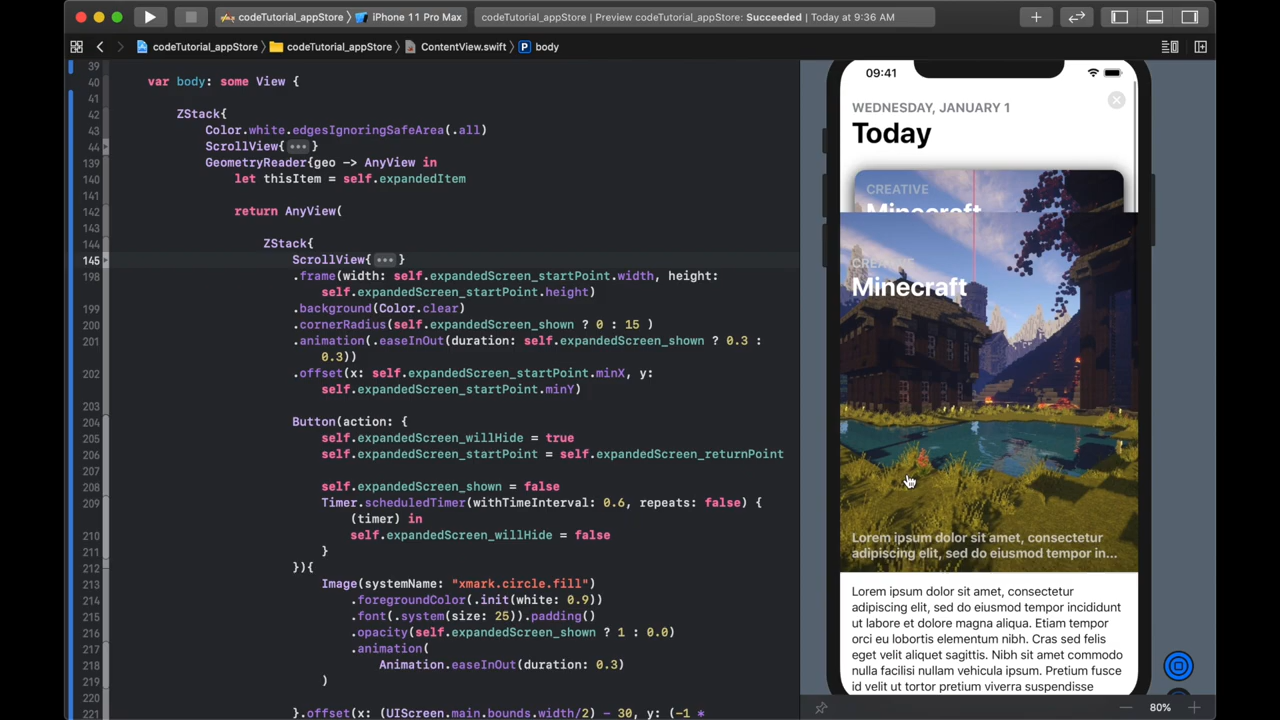 codeTutorial_appStore
iPhone 11 Pro Max
codeTutorial_appStore | Preview codeTutorial_appStore: Succeeded | Today at 9:36 AM
codeTutorial_appStore
codeTutorial_appStore
ContentView.swift
P body
39
40 var body: some View {
41
42 ZStack{
43 Color.white.edgesIgnoringSafeArea(.all)
44 ScrollView{ ••• }
139 GeometryReader{geo -> AnyView in
140 let thisItem = self.expandedItem
141
142 return AnyView(
143
144 ZStack{
145 ScrollView{ ••• }
198 .frame(width: self.expandedScreen_startPoint.width, height:
self.expandedScreen_startPoint.height)
199 .background(Color.clear)
200 .cornerRadius(self.expandedScreen_shown ? 0 : 15 )
201 .animation(.easeInOut(duration: self.expandedScreen_shown ? 0.3 :
0.3))
202 .offset(x: self.expandedScreen_startPoint.minX, y:
self.expandedScreen_startPoint.minY)
203
204 Button(action: {
205 self.expandedScreen_willHide = true
206 self.expandedScreen_startPoint = self.expandedScreen_returnPoint
207
208 self.expandedScreen_shown = false
209 Timer.scheduledTimer(withTimeInterval: 0.6, repeats: false) {
(timer) in
210 self.expandedScreen_willHide = false
211 }
212 }){
213 Image(systemName: "xmark.circle.fill")
214 .foregroundColor(.init(white: 0.9))
215 .font(.system(size: 25)).padding()
216 .opacity(self.expandedScreen_shown ? 1 : 0.0)
217 .animation(
218 Animation.easeInOut(duration: 0.3)
219 )
220
221 }.offset(x: (UIScreen.main.bounds.width/2) - 30, y: (-1 *
09:41
WEDNESDAY, JANUARY 1
Today
CREATIVE
Minecraft
CREATIVE
Minecraft
Lorem ipsum dolor sit amet, consectetur
adipiscing elit, sed do eiusmod tempor in...
Lorem ipsum dolor sit amet, consectetur
adipiscing elit, sed do eiusmod tempor incididunt
ut labore et dolore magna aliqua. Etiam tempor
orci eu lobortis elementum nibh. Cras sed felis
eget velit aliquet sagittis. Nibh sit amet commodo
nulla facilisi nullam vehicula ipsum. Pretium fusce
id velit ut tortor pretium viverra suspendisse
80%